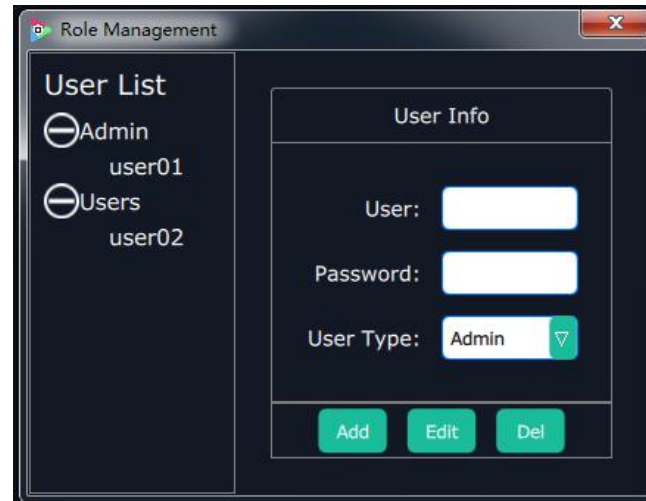 Role Management
User List
Admin
user01
Users
user02
User Info
User:
Password:
User Type: Admin
Add Edit Del